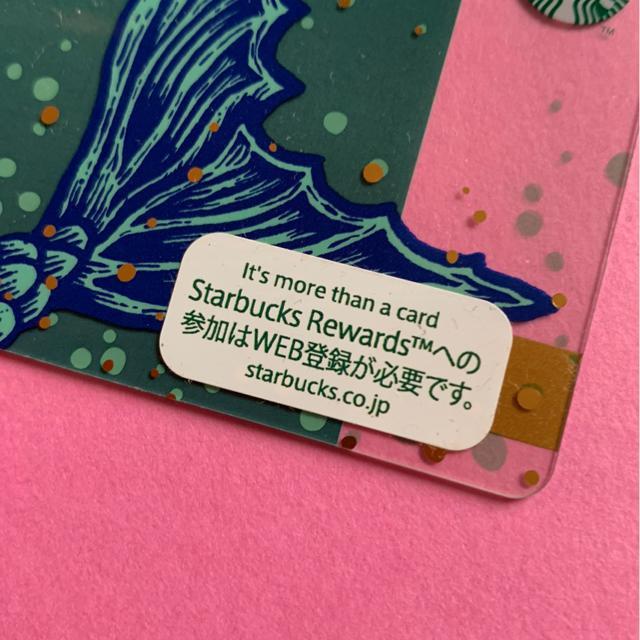 It's more than a card
Starbucks Rewards™への
参加はWEB登録が必要です。
starbucks.co.jp
TM